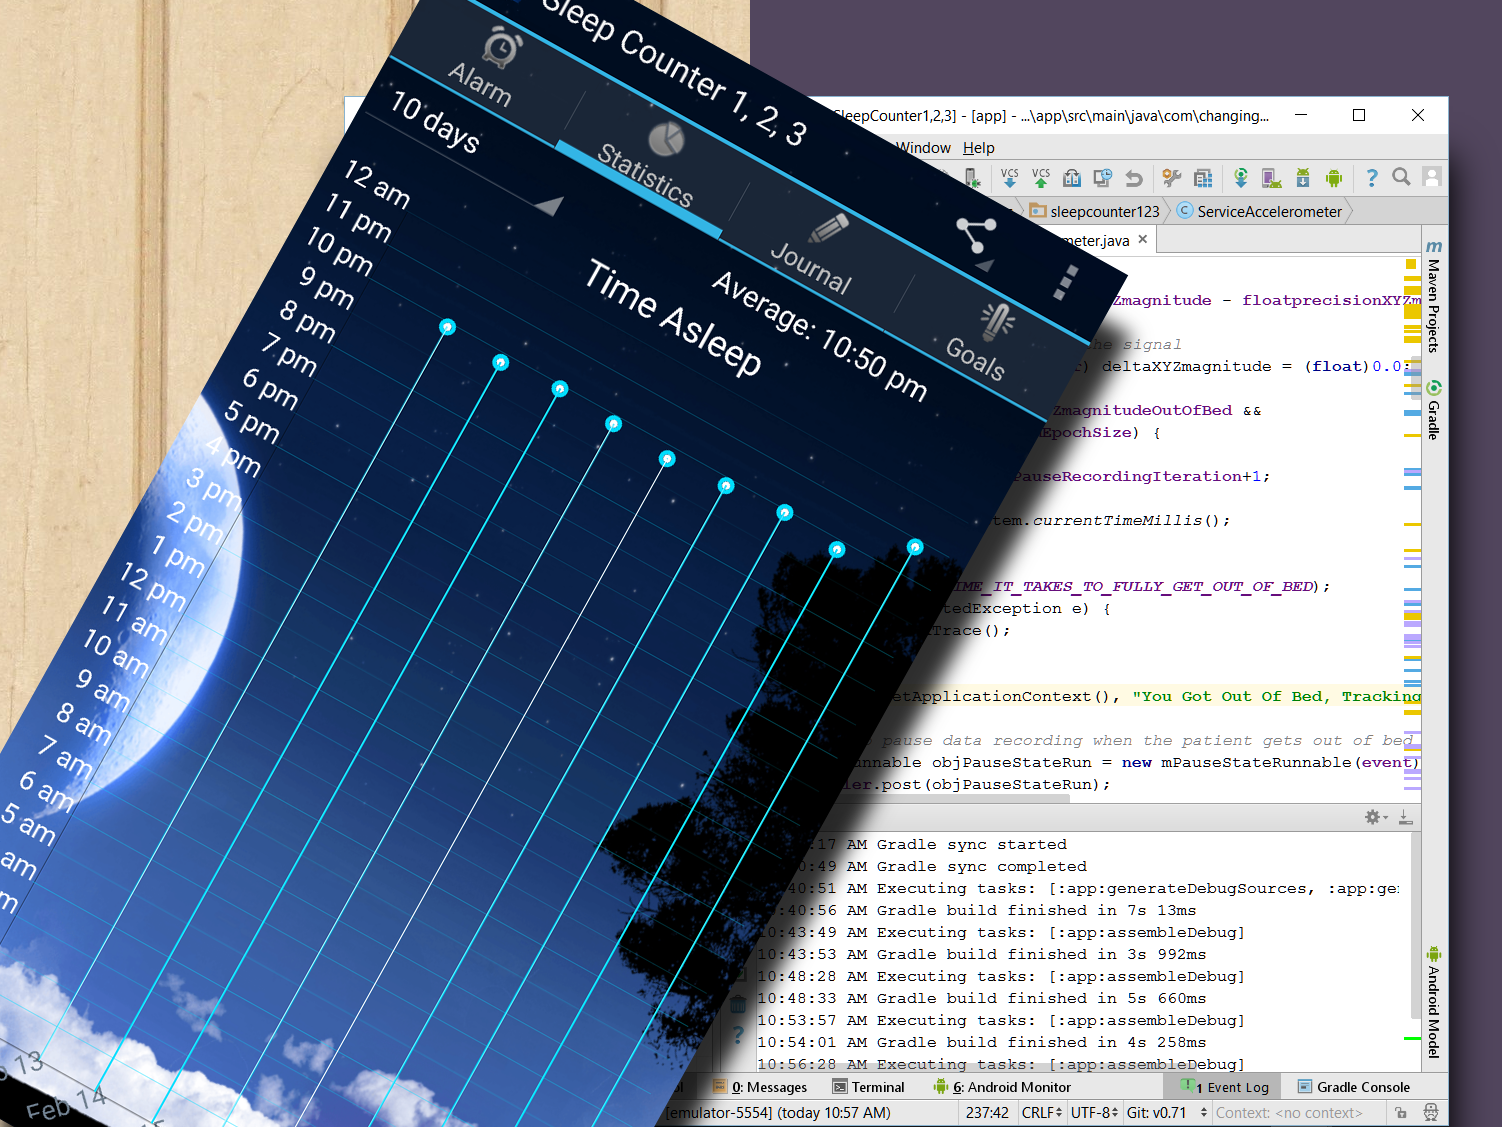 Sleep Counter 1, 2, 3
Alarm
Statistics
Journal
Goals
10 days
Time Asleep
Average: 10:50 pm
12 am
11 pm
10 pm
9 pm
8 pm
7 pm
6 pm
5 pm
4 pm
3 pm
2 pm
1 pm
12 pm
11 am
10 am
9 am
8 am
7 am
6 am
5 am
am
13
Feb 14
SleepCounter1,2,3] - [app] - ...\app\src\main\java\com\changing...
Window Help
VCS VCS
sleepcounter123 ServiceAccelerometer
meter.java
Zmagnitude - floatprecisionXYZm
he signal
) deltaXYZmagnitude = (float)0.0;
ZmagnitudeOutOfBed &&
EpochSize) {
PauseRecordingIteration+1;
tem.currentTimeMillis();
IME_IT_TAKES_TO_FULLY_GET_OUT_OF_BED);
tedException e) {
Trace();
etApplicationContext(), "You Got Out Of Bed, Tracking
pause data recording when the patient gets out of bed
unnable objPauseStateRun = new mPauseStateRunnable(event)
ler.post(objPauseStateRun);
:17 AM Gradle sync started
0:49 AM Gradle sync completed
40:51 AM Executing tasks: [:app:generateDebugSources, :app:ge
0:40:56 AM Gradle build finished in 7s 13ms
10:43:49 AM Executing tasks: [:app:assembleDebug]
10:43:53 AM Gradle build finished in 3s 992ms
10:48:28 AM Executing tasks: [:app:assembleDebug]
10:48:33 AM Gradle build finished in 5s 660ms
10:53:57 AM Executing tasks: [:app:assembleDebug]
10:54:01 AM Gradle build finished in 4s 258ms
10:56:28 AM Executing tasks: [:app:assembleDebug]
0: Messages Terminal 6: Android Monitor 1 Event Log Gradle Console
[emulator-5554] (today 10:57 AM) 237:42 CRLF UTF-8 Git: v0.71 Context: <no context>
Maven Projects
Gradle
Android Model